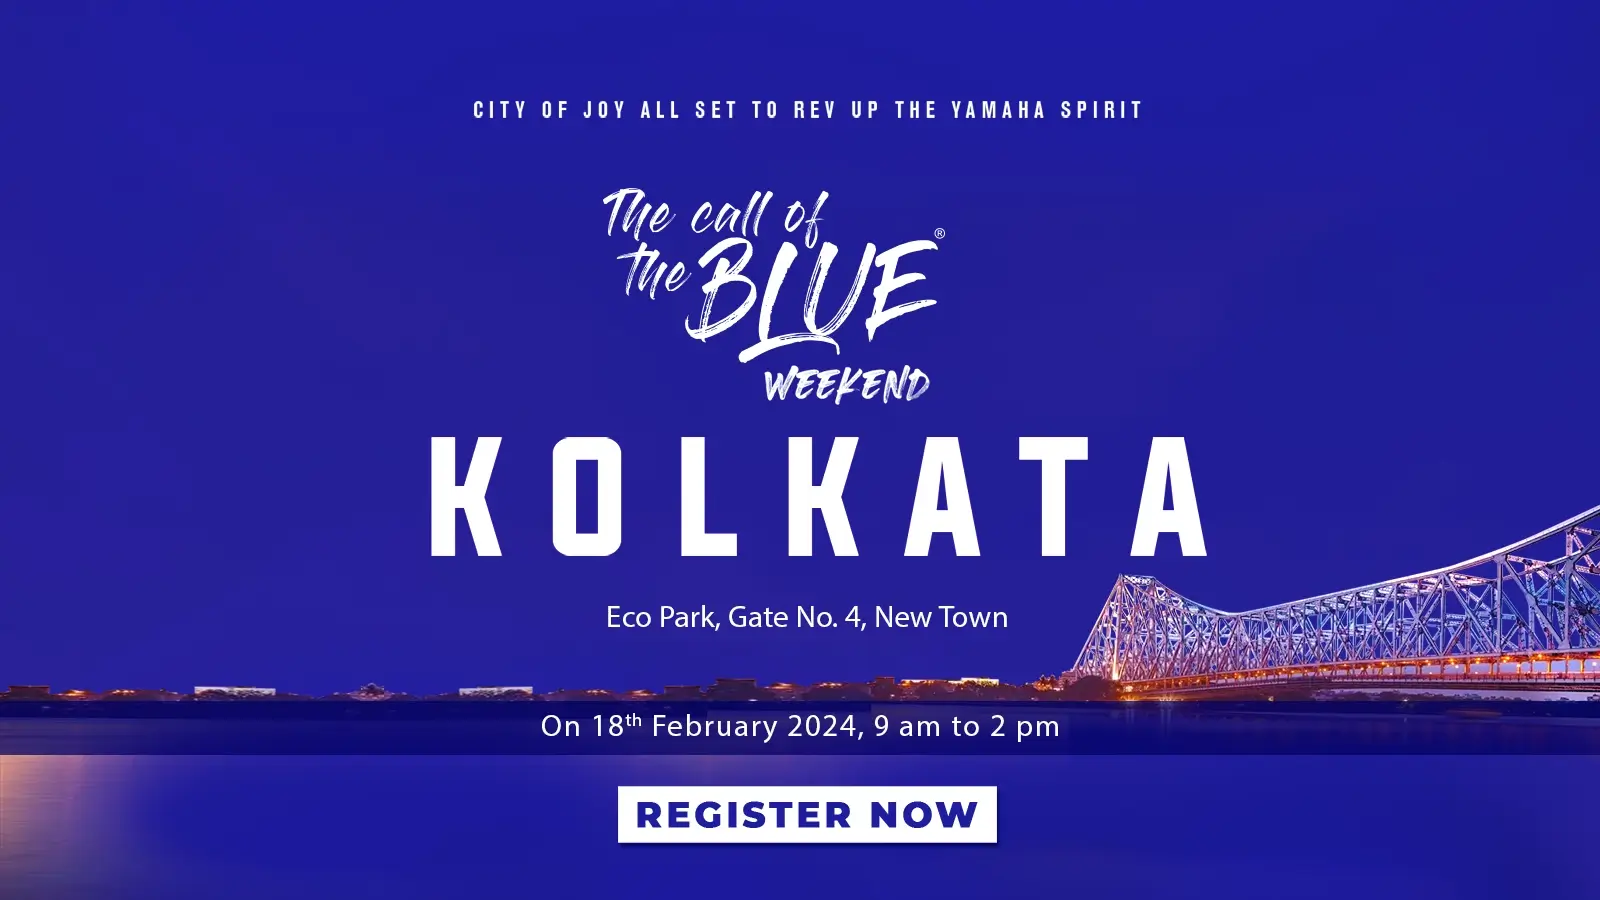 CITY OF JOY ALL SET TO REV UP THE YAMAHA SPIRIT
The call of
the BLUE®
WEEKEND
KOLKATA
Eco Park, Gate No. 4, New Town
On 18th February 2024, 9 am to 2 pm
REGISTER NOW